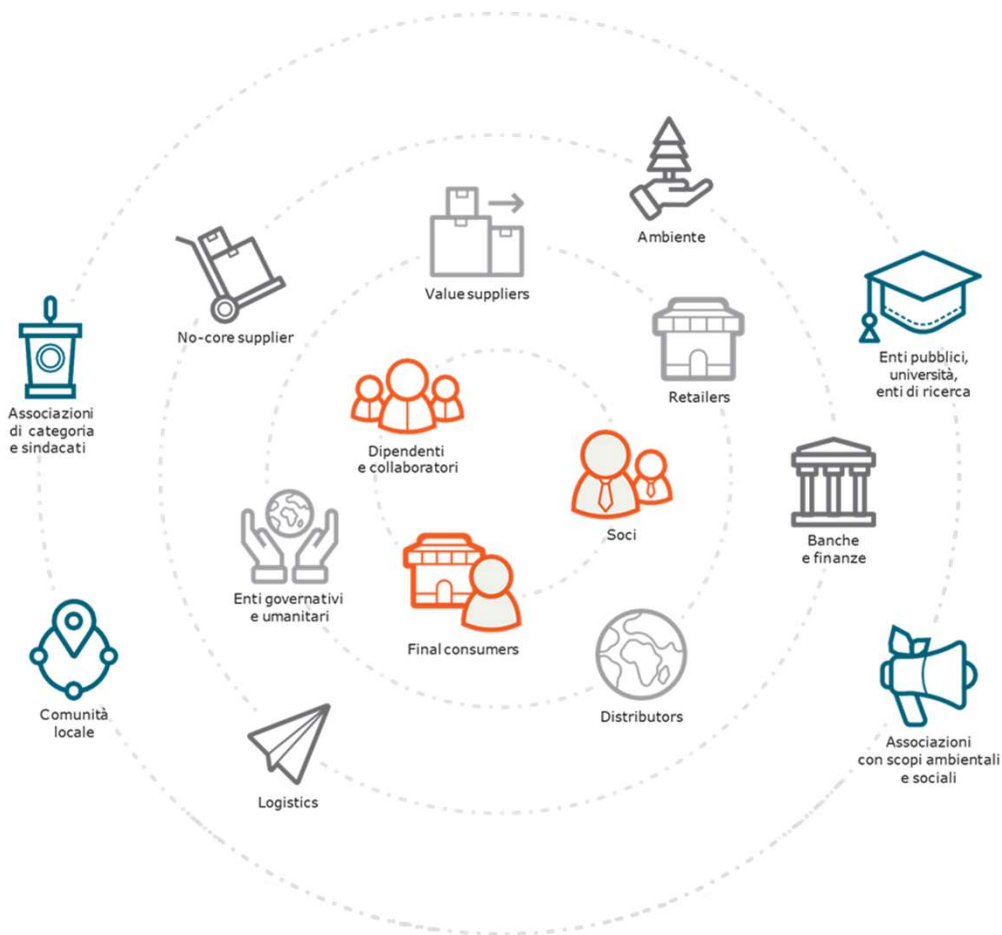 Ambiente
Value suppliers
No-core supplier
Enti pubblici,
università,
enti di ricerca
Retailers
Associazioni
di categoria
e sindacati
Dipendenti
e collaboratori
Soci
Banche
e finanze
Enti governativi
e umanitari
Final consumers
Comunità
locale
Distributors
Associazioni
con scopi ambientali
e sociali
Logistics